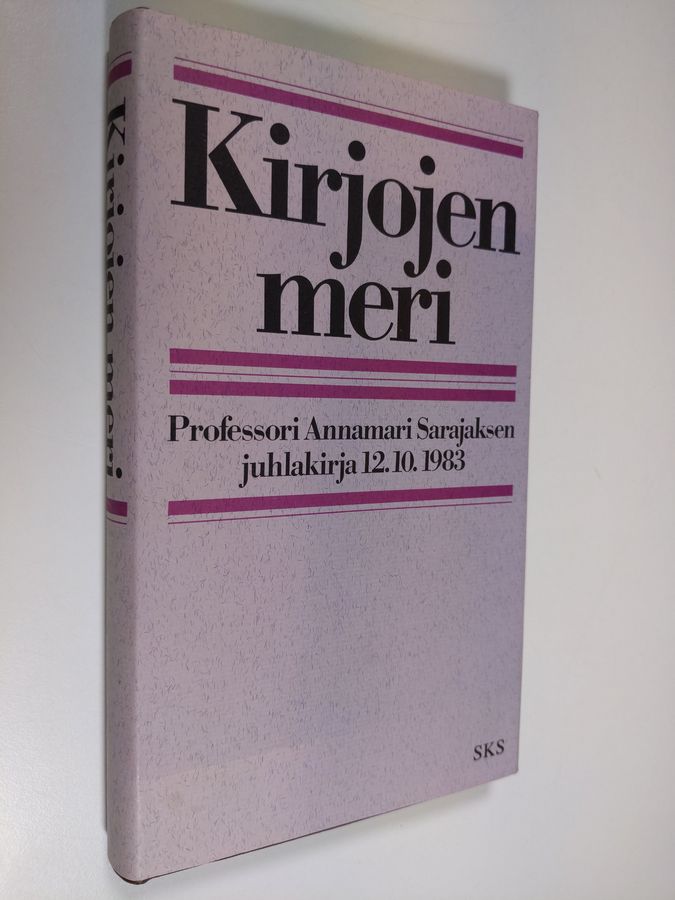 Kirjojen meri
Kirjojen
meri
Professori Annamari Sarajaksen
juhlakirja 12.10.1983
SKS